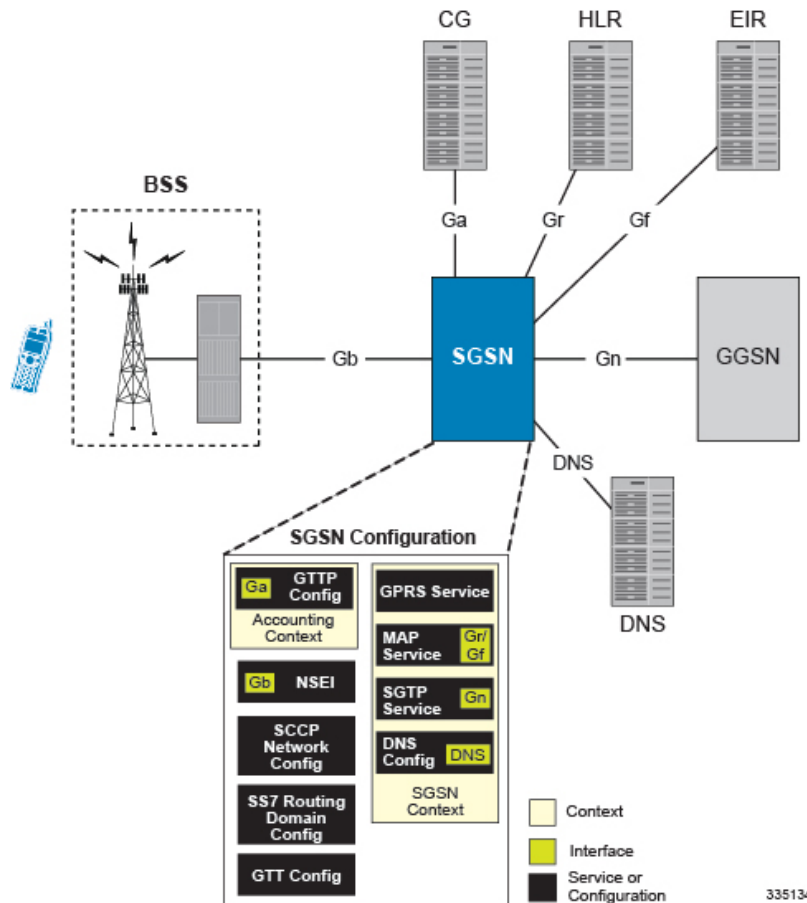 CG
HLR
EIR
BSS
Ga
Gr
Gf
Gb
SGSN
Gn
GGSN
DNS
DNS
SGSN Configuration
Ga
GTTP
Config
Accounting
Context
Gb
NSEI
SCCP
Network
Config
SS7 Routing
Domain
Config
GTT Config
GPRS Service
MAP
Service
Gr/
Gf
SGTP
Service
Gn
DNS
Config
DNS
SGSN
Context
Context
Interface
Service or
Configuration
335134